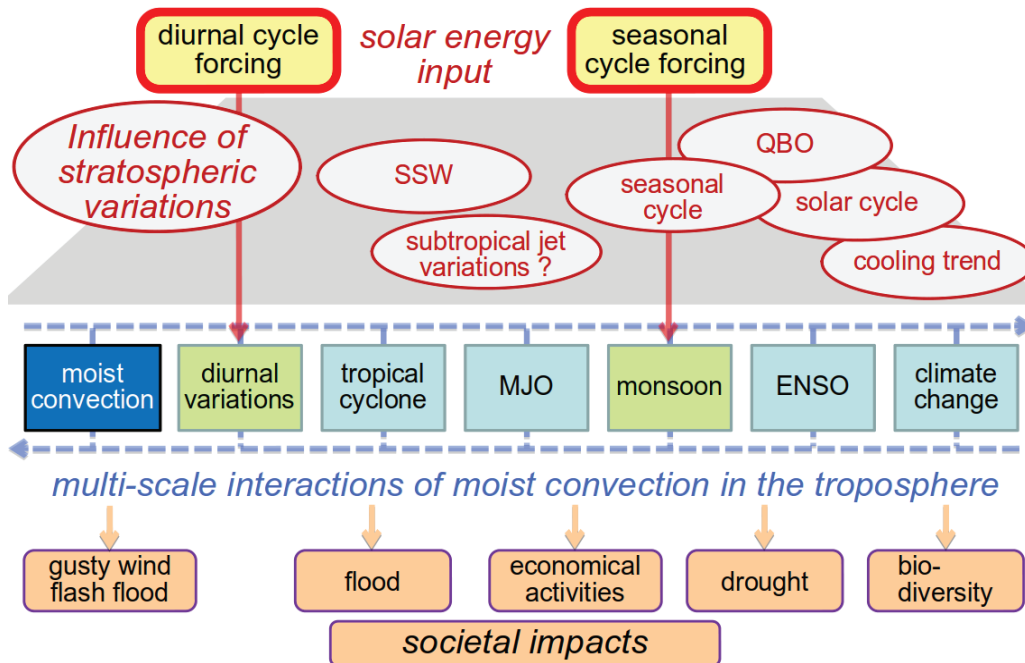 diurnal cycle
forcing
solar energy
input
seasonal
cycle forcing
Influence of
stratospheric
variations
SSW
subtropical jet
variations ?
seasonal
cycle
QBO
solar cycle
cooling trend
moist
convection
diurnal
variations
tropical
cyclone
MJO
monsoon
ENSO
climate
change
multi-scale interactions of moist convection in the troposphere
gusty wind
flash flood
flood
economical
activities
drought
bio-
diversity
societal impacts